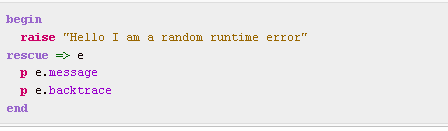 begin
  raise "Hello I am a random runtime error"
rescue => e
  p e.message
  p e.backtrace
end